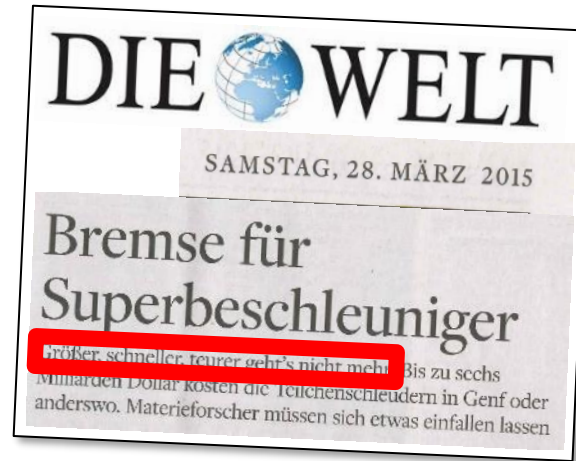 DIE WELT
SAMSTAG, 28. MÄRZ 2015
Bremse für
Superbeschleuniger
Größer, schneller, teurer geht's nicht mehr. Bis zu sechs
Milliarden Dollar kosten die Teilchenschleudern in Genf oder
anderswo. Materieforscher müssen sich etwas einfallen lassen